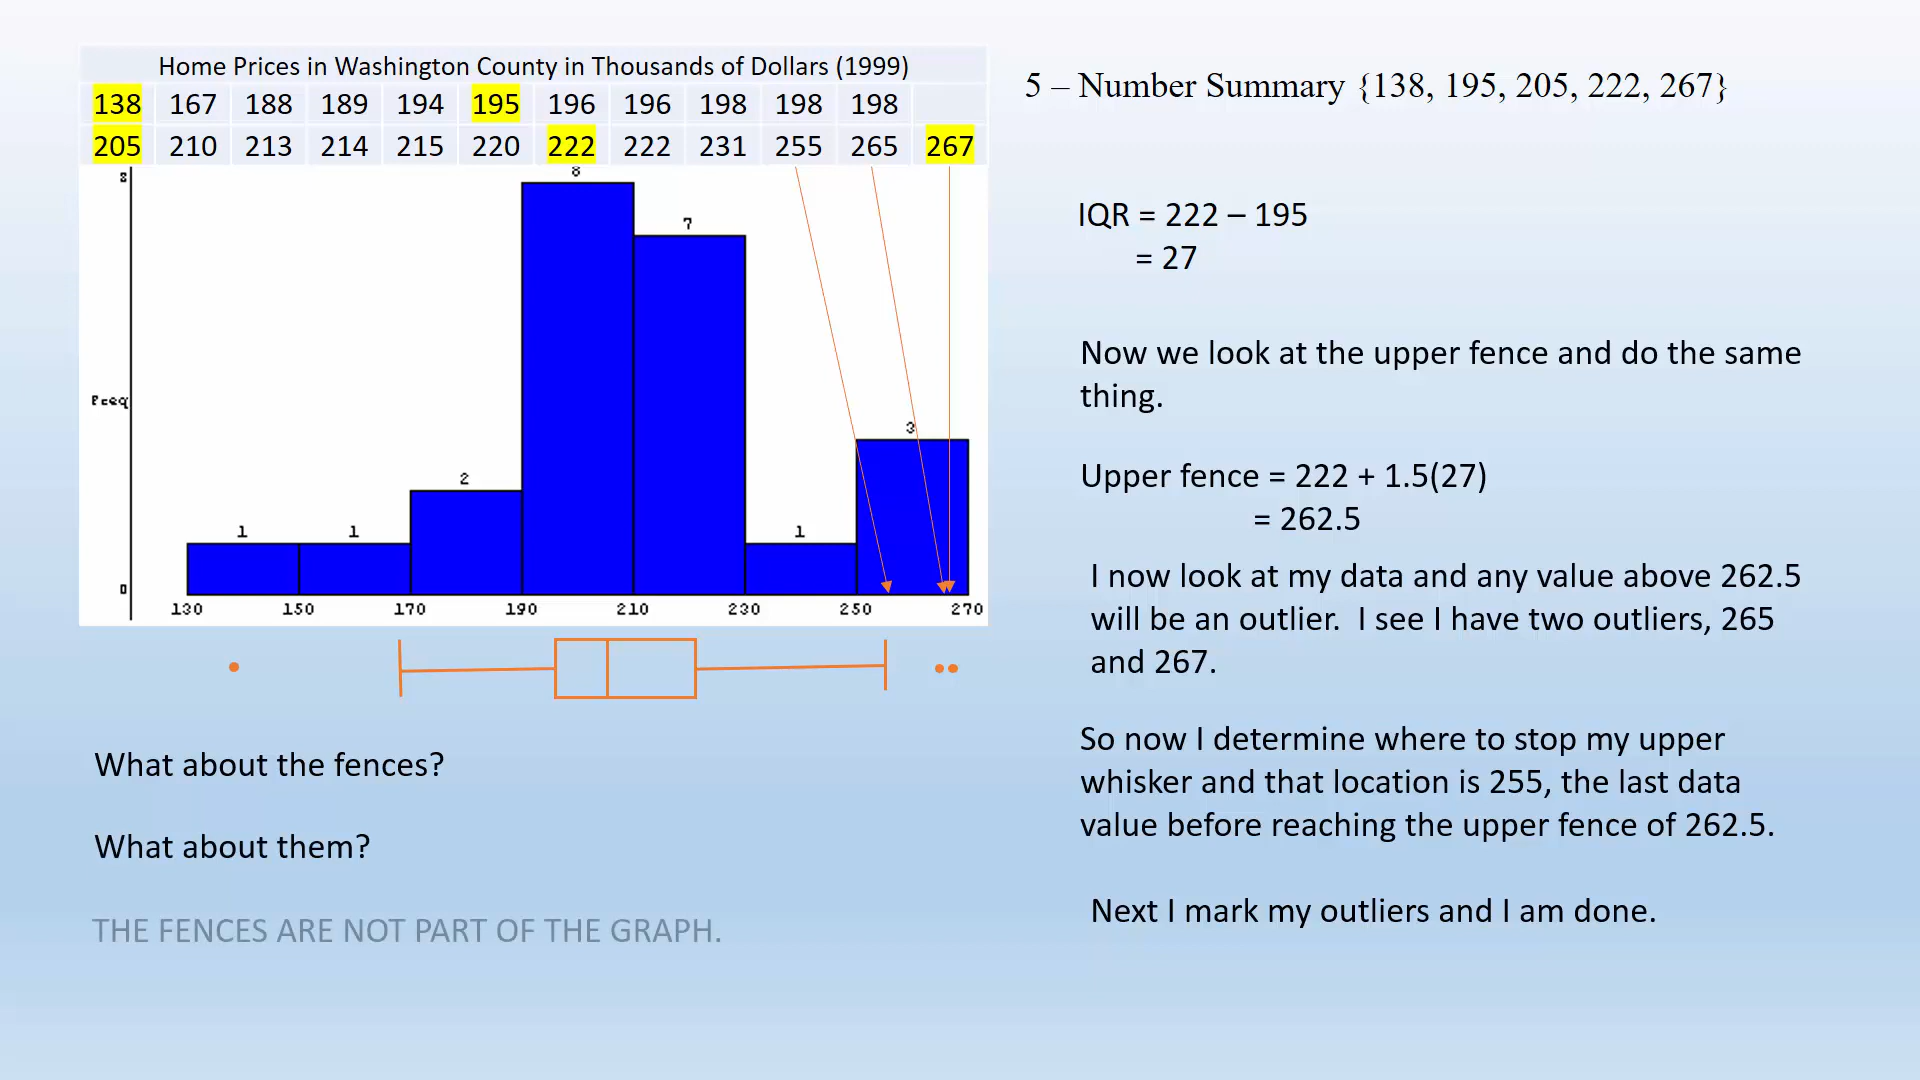 Home Prices in Washington County in Thousands of Dollars (1999)
138 167 188 189 194 195 196 196 198 198 198
205 210 213 214 215 220 222 222 231 255 265 267
8
8
7
Freq
3
2
1 1 1
0
130 150 170 190 210 230 250 270
What about the fences?
What about them?
THE FENCES ARE NOT PART OF THE GRAPH.
5 – Number Summary {138, 195, 205, 222, 267}
IQR = 222 – 195
= 27
Now we look at the upper fence and do the same
thing.
Upper fence = 222 + 1.5(27)
= 262.5
I now look at my data and any value above 262.5
will be an outlier. I see I have two outliers, 265
and 267.
So now I determine where to stop my upper
whisker and that location is 255, the last data
value before reaching the upper fence of 262.5.
Next I mark my outliers and I am done.